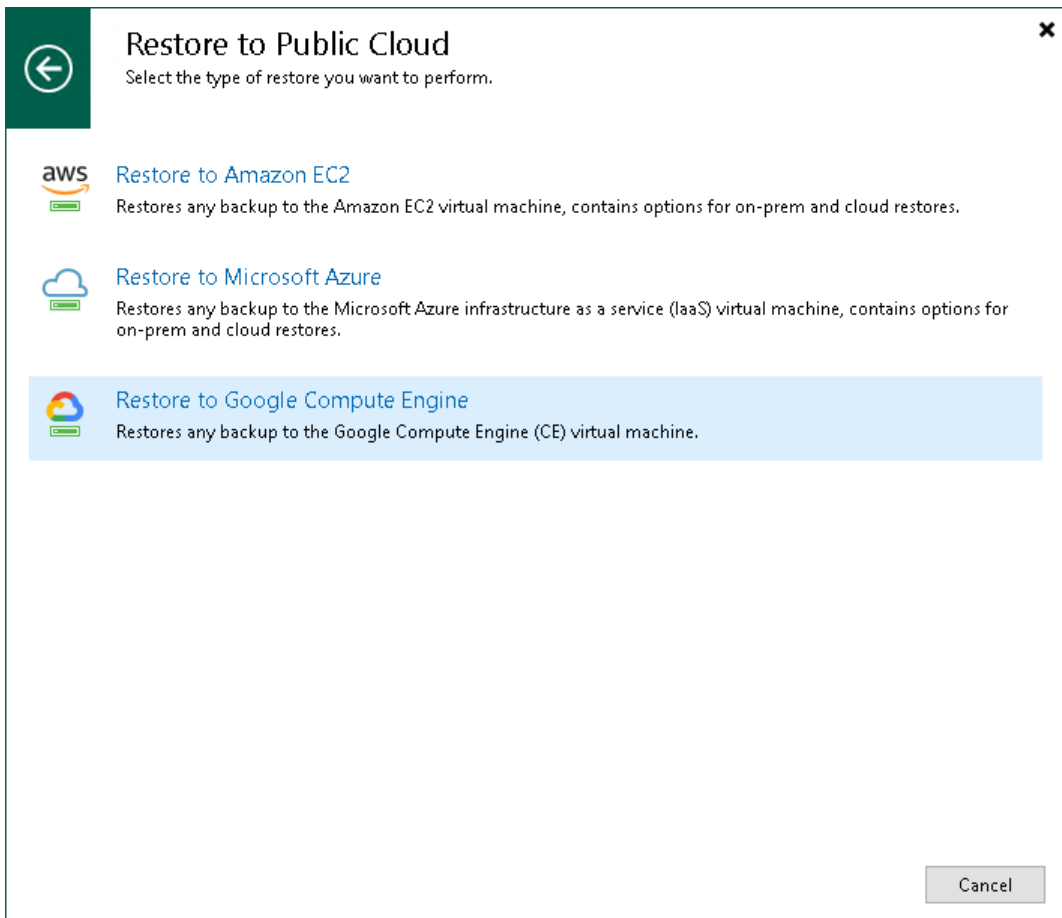 Restore to Public Cloud
Select the type of restore you want to perform.
aws
Restore to Amazon EC2
Restores any backup to the Amazon EC2 virtual machine, contains options for on-prem and cloud restores.
Restore to Microsoft Azure
Restores any backup to the Microsoft Azure infrastructure as a service (IaaS) virtual machine, contains options for
on-prem and cloud restores.
Restore to Google Compute Engine
Restores any backup to the Google Compute Engine (CE) virtual machine.
Cancel